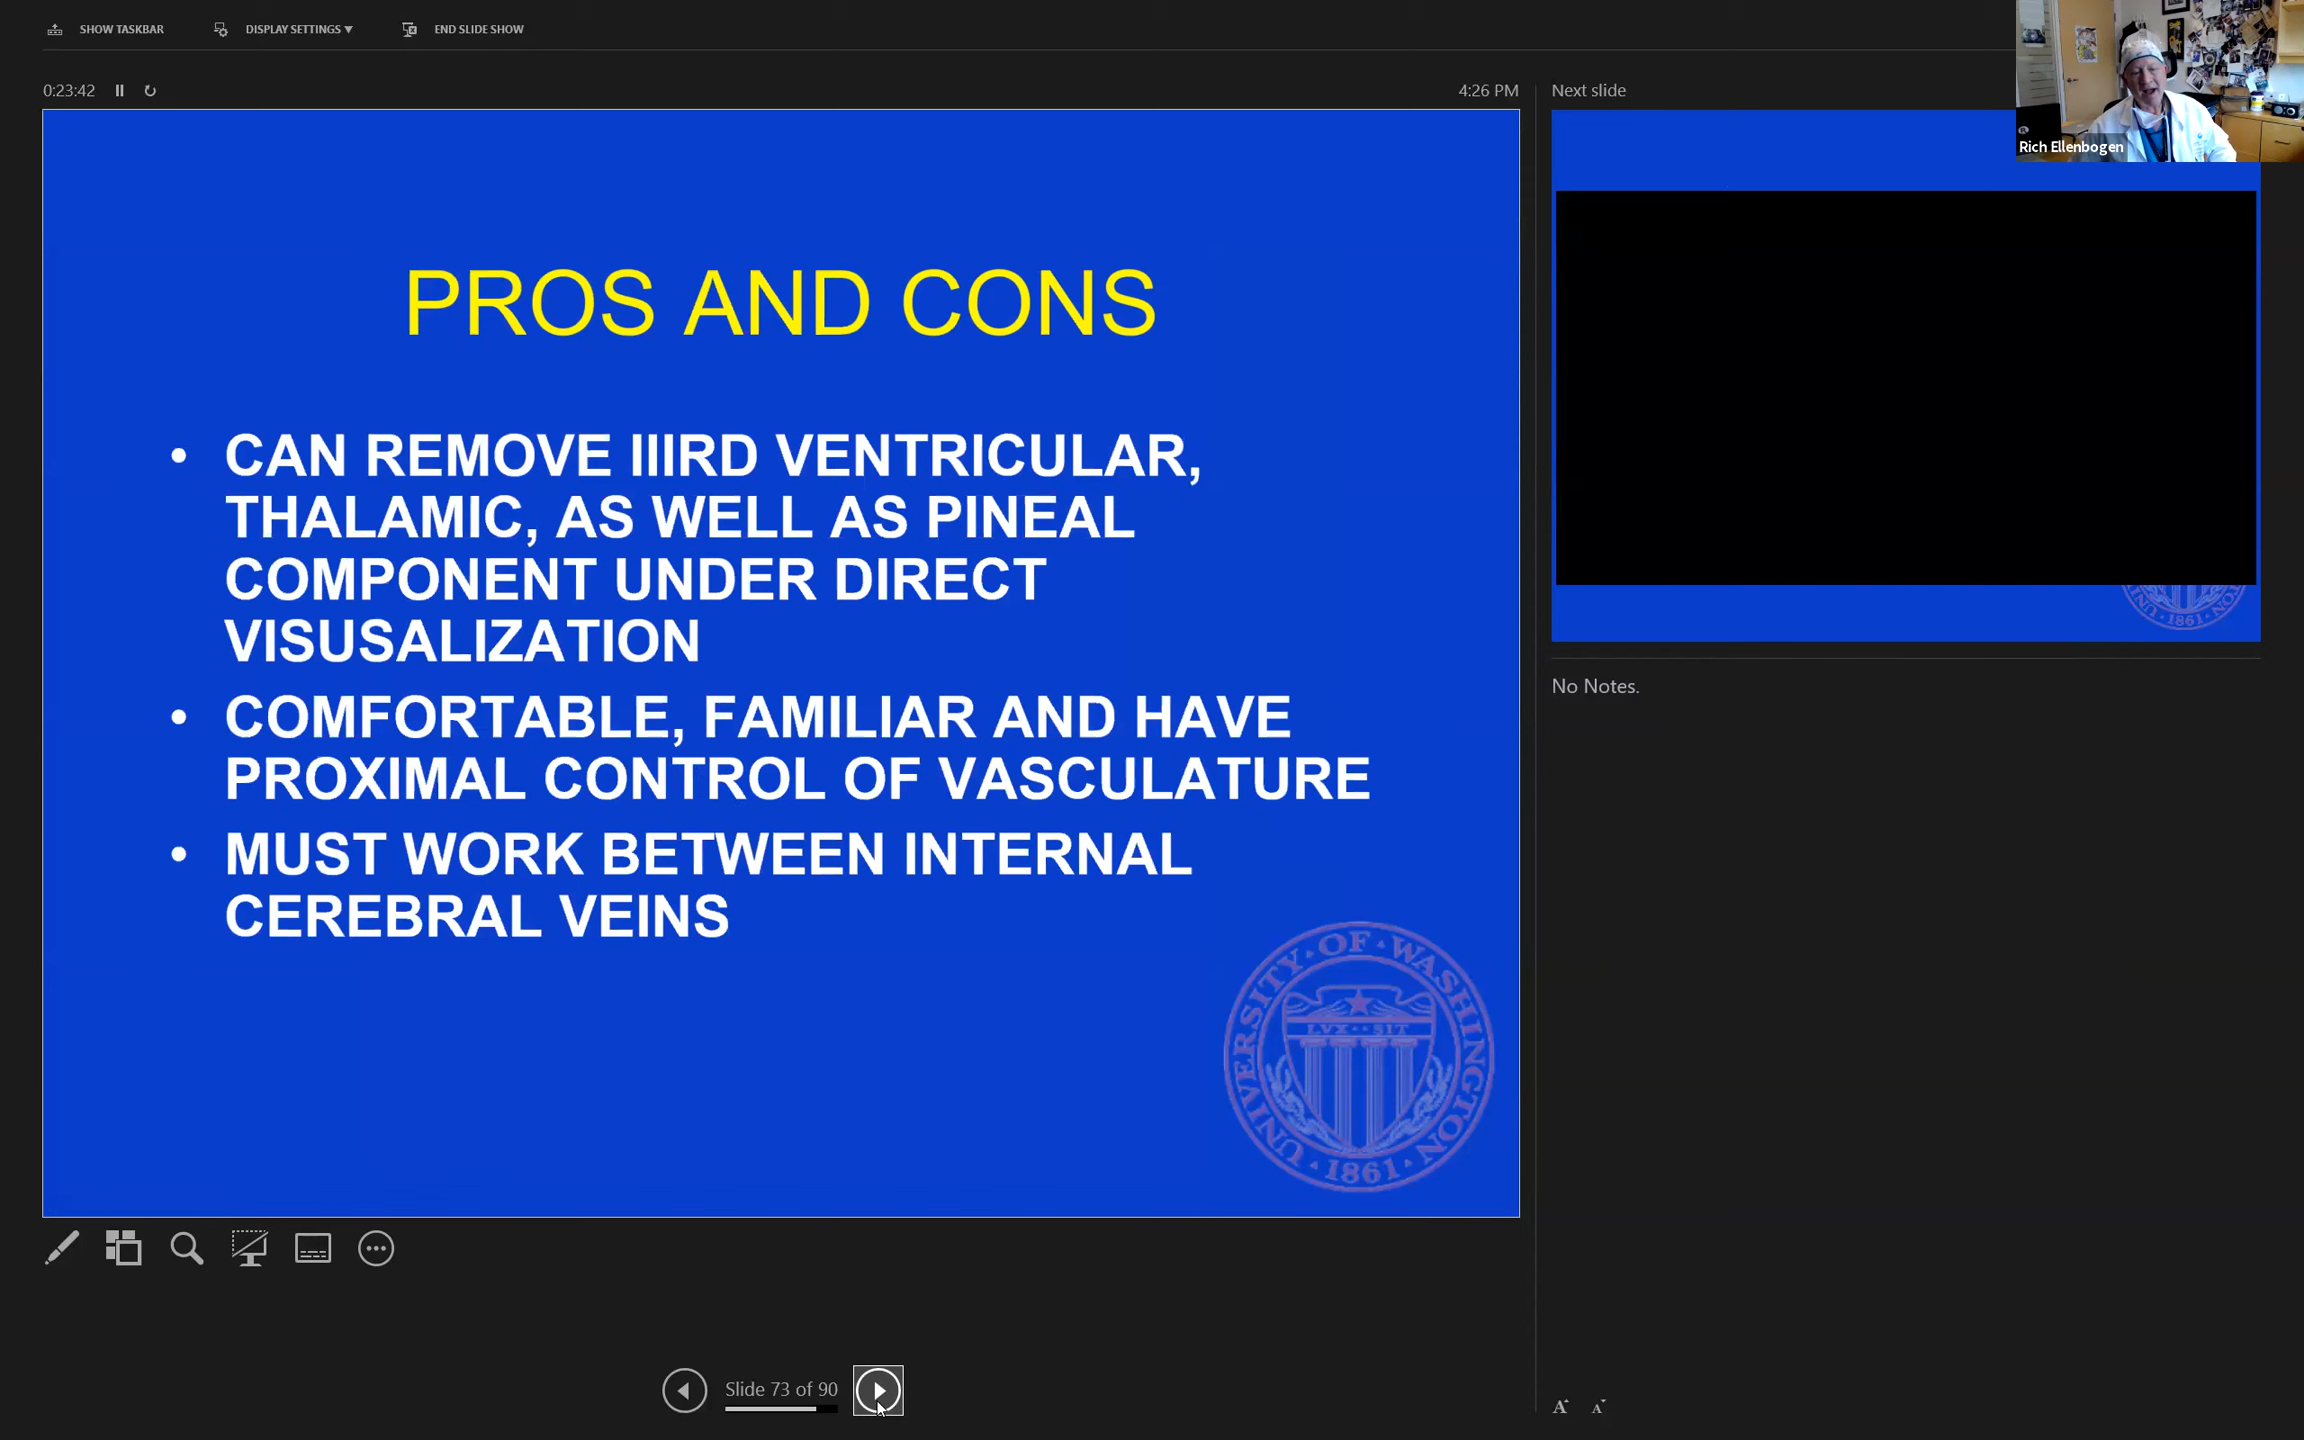 SHOW TASKBAR
DISPLAY SETTINGS
END SLIDE SHOW
0:23:42
4:26 PM
Next slide
Rich Ellenbogen
PROS AND CONS
• CAN REMOVE IIIRD VENTRICULAR,
THALAMIC, AS WELL AS PINEAL
COMPONENT UNDER DIRECT
VISUSALIZATION
• COMFORTABLE, FAMILIAR AND HAVE
PROXIMAL CONTROL OF VASCULATURE
• MUST WORK BETWEEN INTERNAL
CEREBRAL VEINS
UNIVERSITY·OF·WASHINGTON
LVX SIT
·1861·
1861
No Notes.
Slide 73 of 90
A A